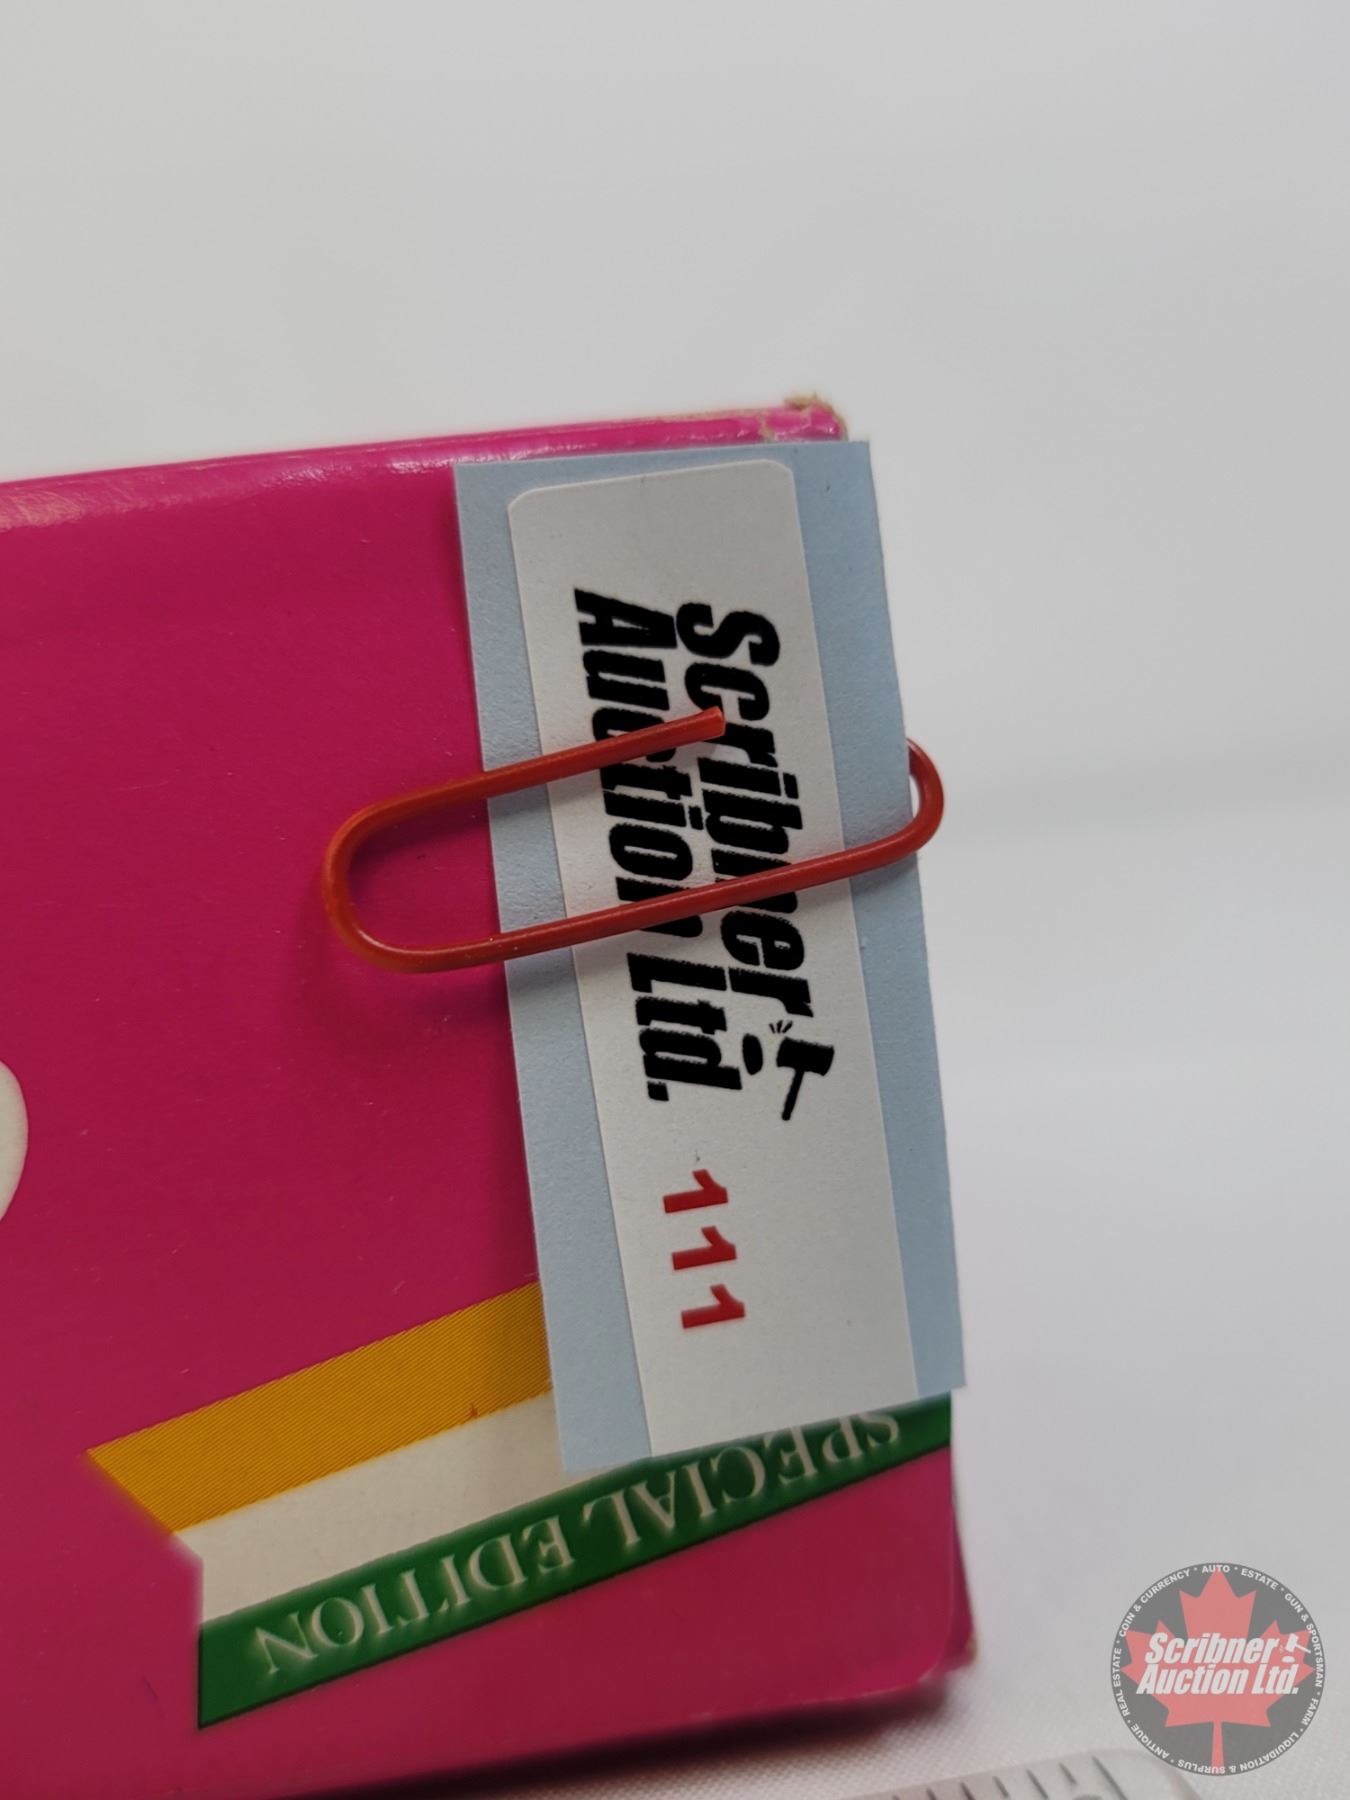 Scribner
Auction Ltd.
111
SPECIAL EDITION
Scribner
Auction Ltd.
COIN & CURRENCY • AUTO • ESTATE • GUN & SPORTSMAN • FARM • LIQUIDATION & SURPLUS • ANTIQUE • REAL ESTATE •